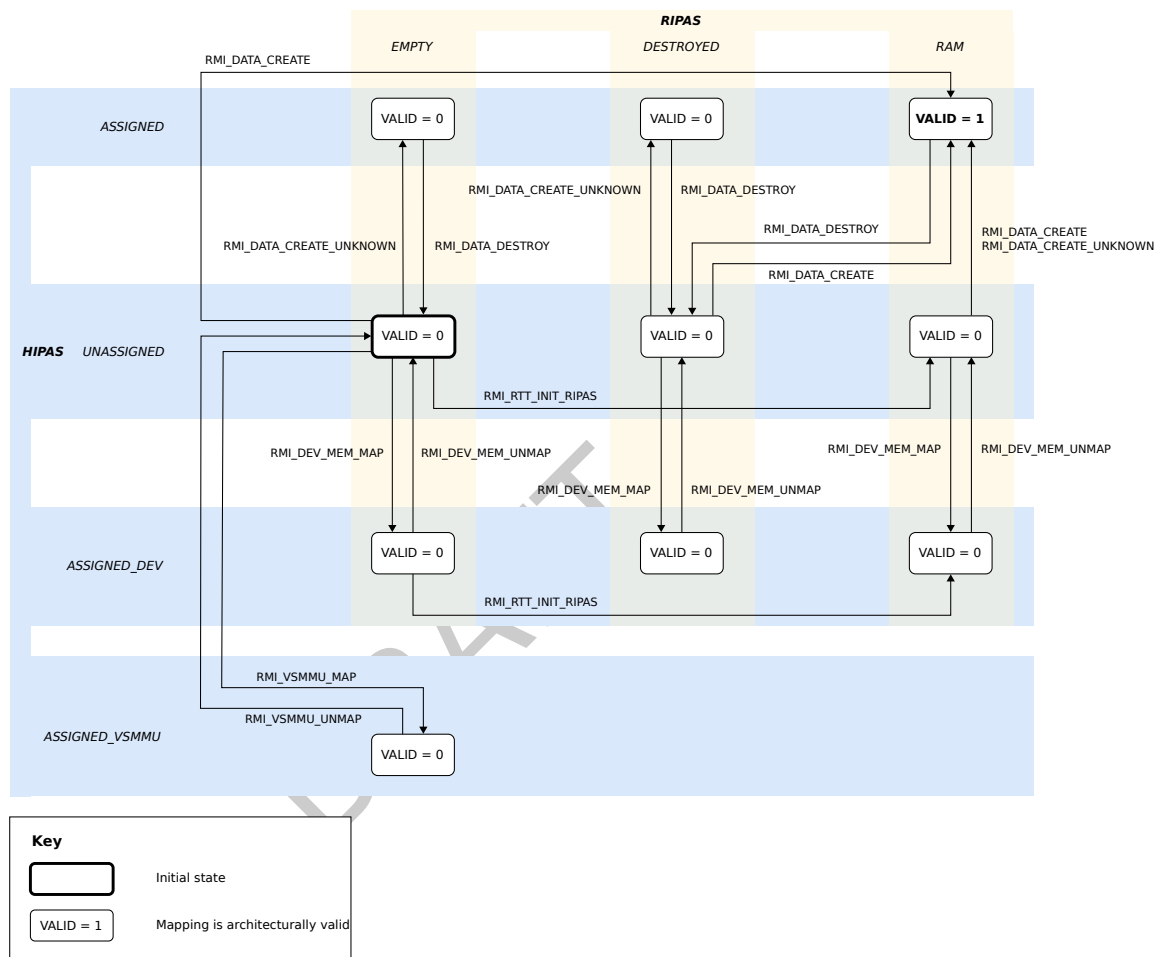 RIPAS
EMPTY
DESTROYED
RAM
RMI_DATA_CREATE
ASSIGNED
VALID = 0
VALID = 0
VALID = 1
RMI_DATA_CREATE_UNKNOWN
RMI_DATA_DESTROY
RMI_DATA_DESTROY
RMI_DATA_CREATE
RMI_DATA_CREATE_UNKNOWN
RMI_DATA_CREATE_UNKNOWN
RMI_DATA_DESTROY
RMI_DATA_CREATE
HIPAS
UNASSIGNED
VALID = 0
VALID = 0
VALID = 0
RMI_RTT_INIT_RIPAS
RMI_DEV_MEM_MAP
RMI_DEV_MEM_UNMAP
RMI_DEV_MEM_MAP
RMI_DEV_MEM_UNMAP
RMI_DEV_MEM_MAP
RMI_DEV_MEM_UNMAP
ASSIGNED_DEV
VALID = 0
VALID = 0
VALID = 0
RMI_RTT_INIT_RIPAS
RMI_VSMMU_MAP
RMI_VSMMU_UNMAP
ASSIGNED_VSMMU
VALID = 0
DRAFT
Key
Initial state
VALID = 1
Mapping is architecturally valid